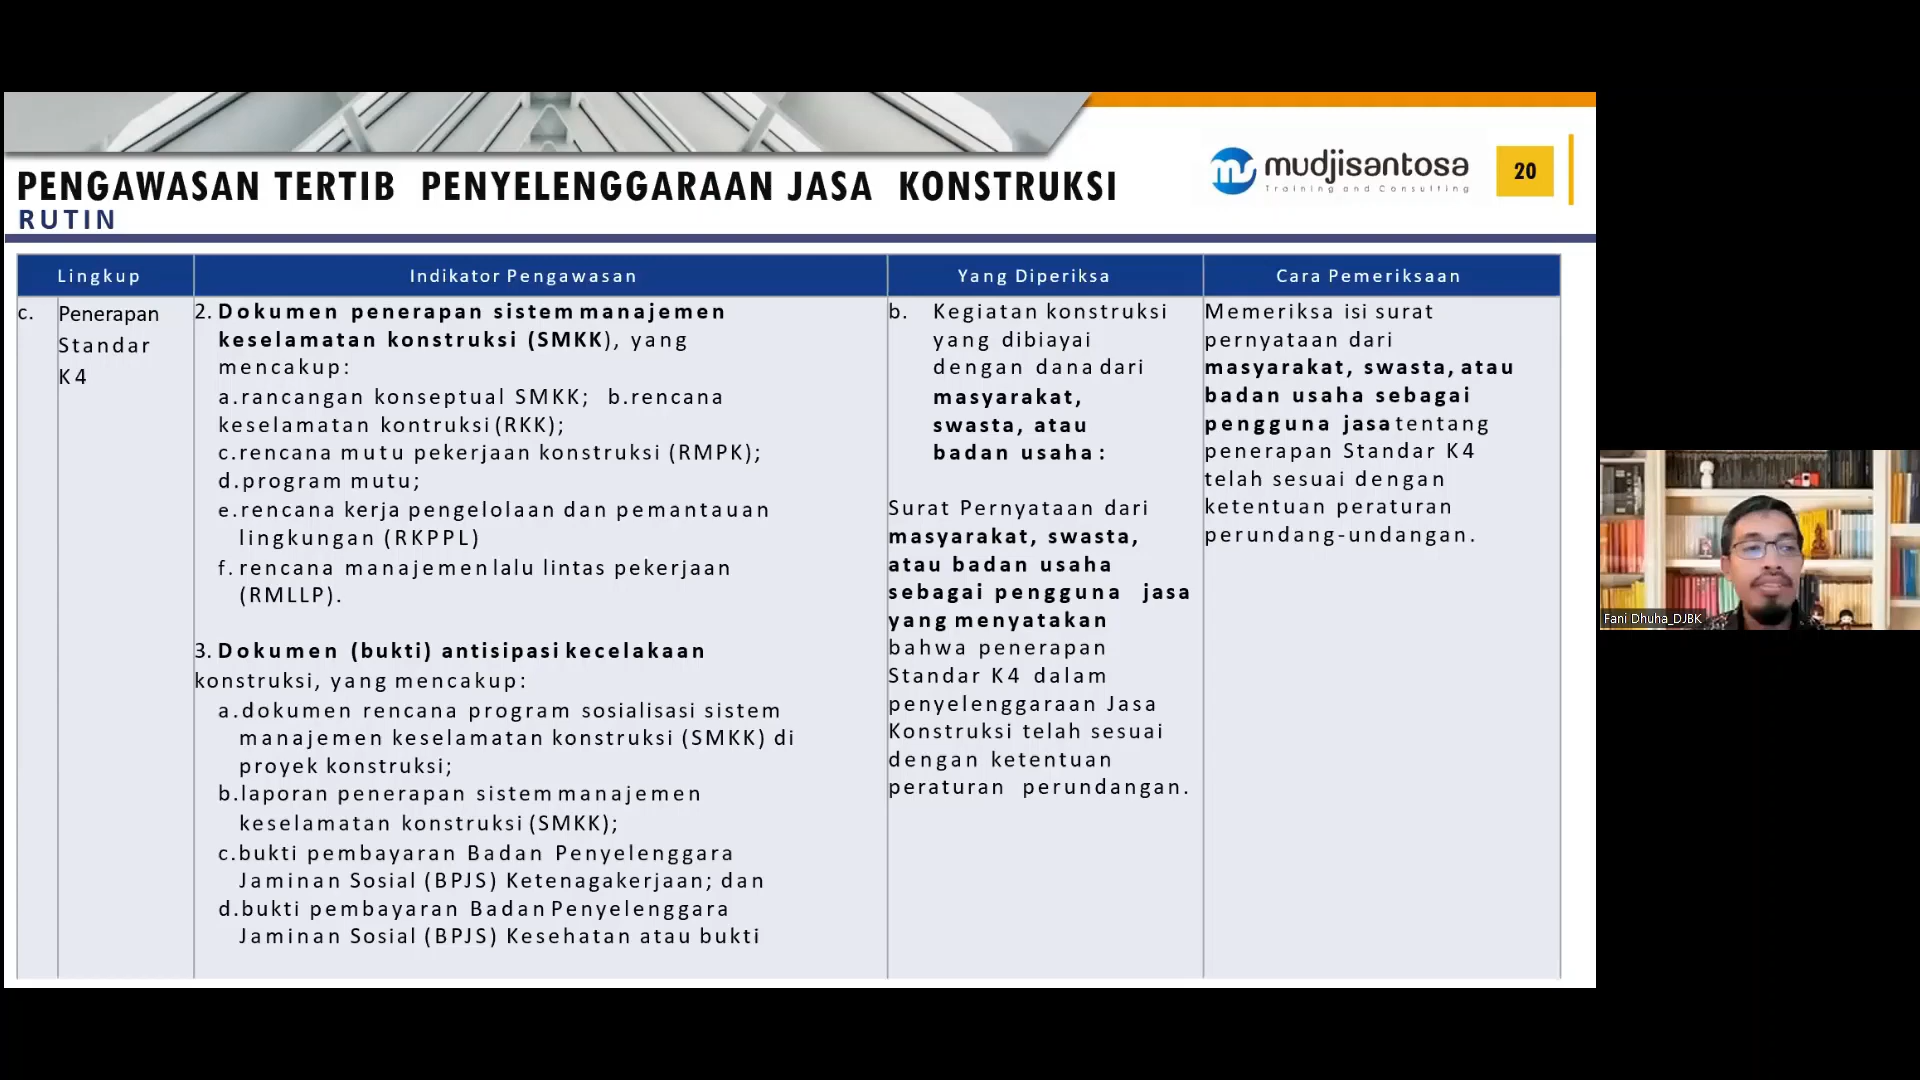 mudjisantosa
Training and Consulting
20
PENGAWASAN TERTIB PENYELENGGARAAN JASA KONSTRUKSI
RUTIN
Lingkup
Indikator Pengawasan
Yang Diperiksa
Cara Pemeriksaan
c.
Penerapan
Standar
K4
2. Dokumen penerapan sistem manajemen
keselamatan konstruksi (SMKK), yang
mencakup:
a.rancangan konseptual SMKK; b.rencana
keselamatan kontruksi (RKK);
c.rencana mutu pekerjaan konstruksi (RMPK);
d.program mutu;
e.rencana kerja pengelolaan dan pemantauan
lingkungan (RKPPL)
f. rencana manajemen lalu lintas pekerjaan
(RMLLP).
3. Dokumen (bukti) antisipasi kecelakaan
konstruksi, yang mencakup:
a.dokumen rencana program sosialisasi sistem
manajemen keselamatan konstruksi (SMKK) di
proyek konstruksi;
b.laporan penerapan sistem manajemen
keselamatan konstruksi (SMKK);
c.bukti pembayaran Badan Penyelenggara
Jaminan Sosial (BPJS) Ketenagakerjaan; dan
d.bukti pembayaran Badan Penyelenggara
Jaminan Sosial (BPJS) Kesehatan atau bukti
b. Kegiatan konstruksi
yang dibiayai
dengan dana dari
masyarakat,
swasta, atau
badan usaha:
Surat Pernyataan dari
masyarakat, swasta,
atau badan usaha
sebagai pengguna jasa
yang menyatakan
bahwa penerapan
Standar K4 dalam
penyelenggaraan Jasa
Konstruksi telah sesuai
dengan ketentuan
peraturan perundangan.
Memeriksa isi surat
pernyataan dari
masyarakat, swasta, atau
badan usaha sebagai
pengguna jasa tentang
penerapan Standar K4
telah sesuai dengan
ketentuan peraturan
perundang-undangan.
Fani Dhuha_DJBK